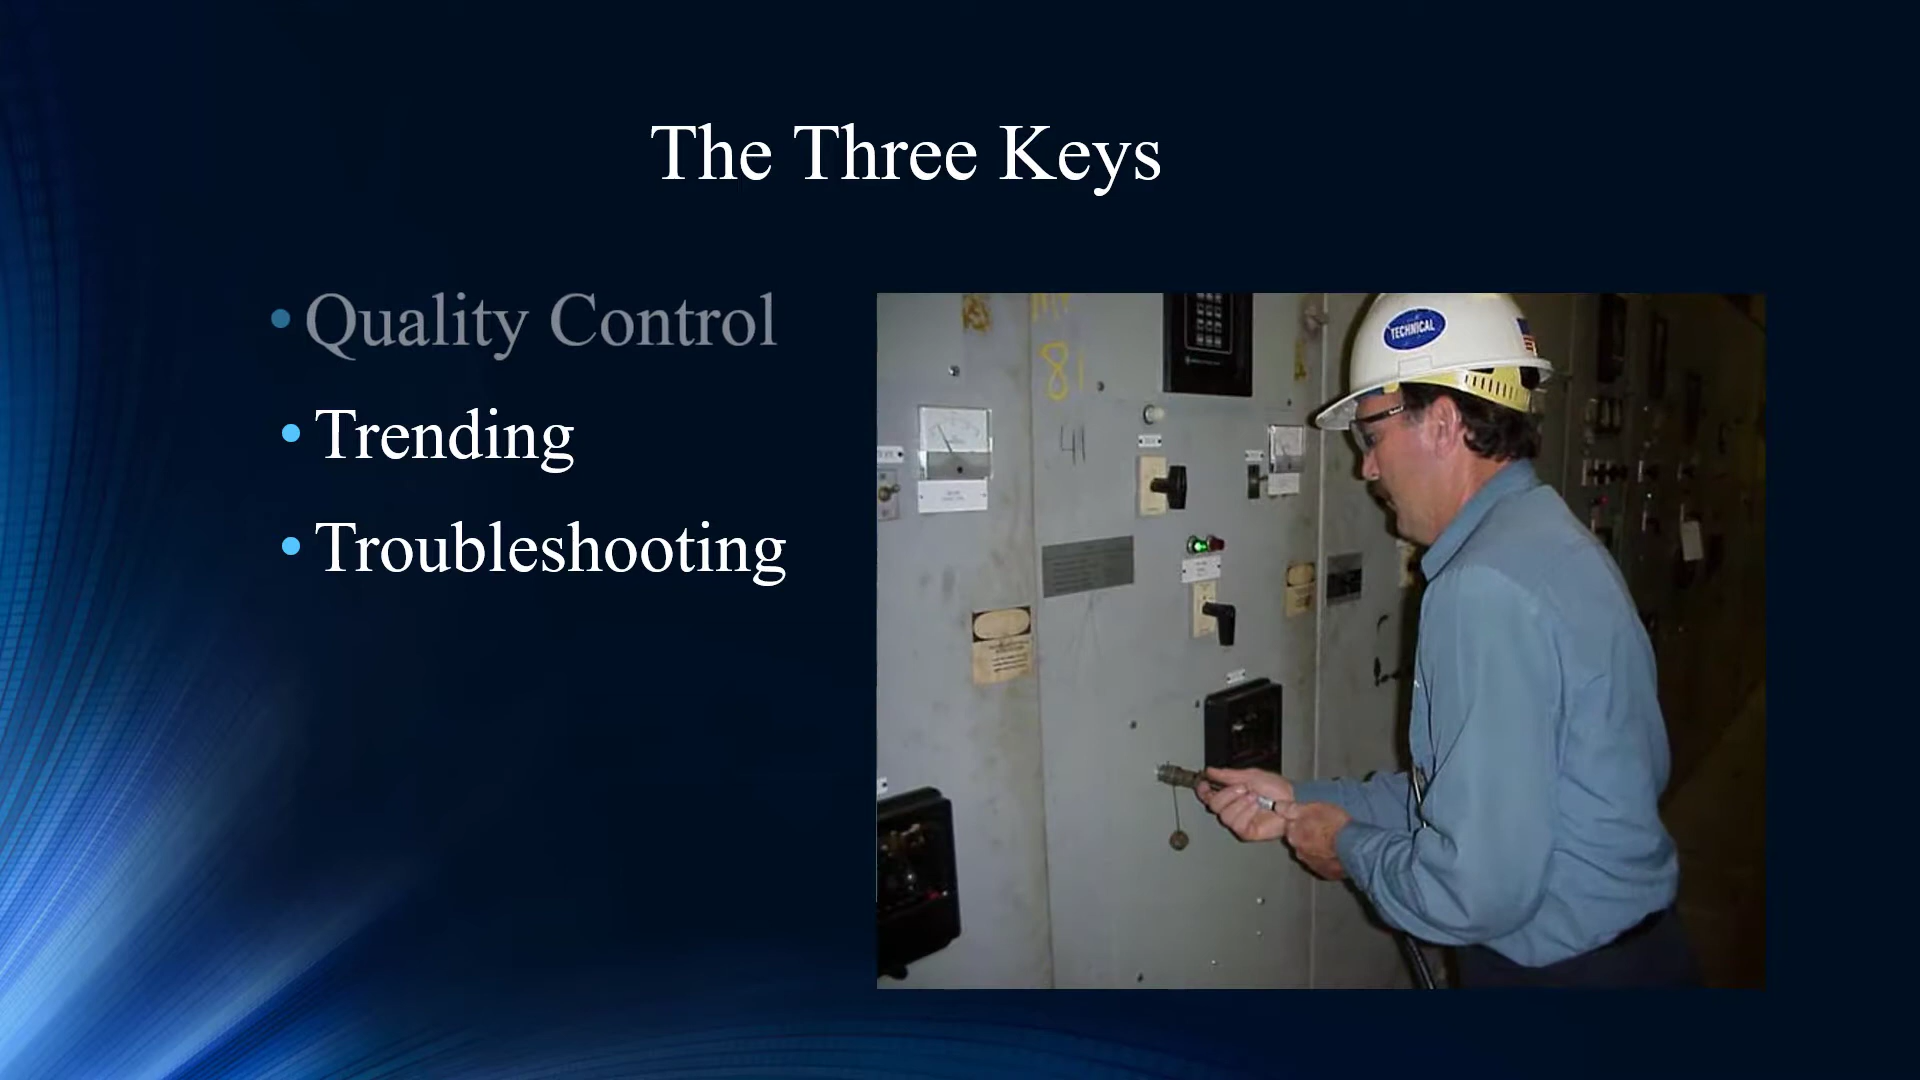 The Three Keys
• Quality Control
• Trending
• Troubleshooting
TECHNICAL
81
41